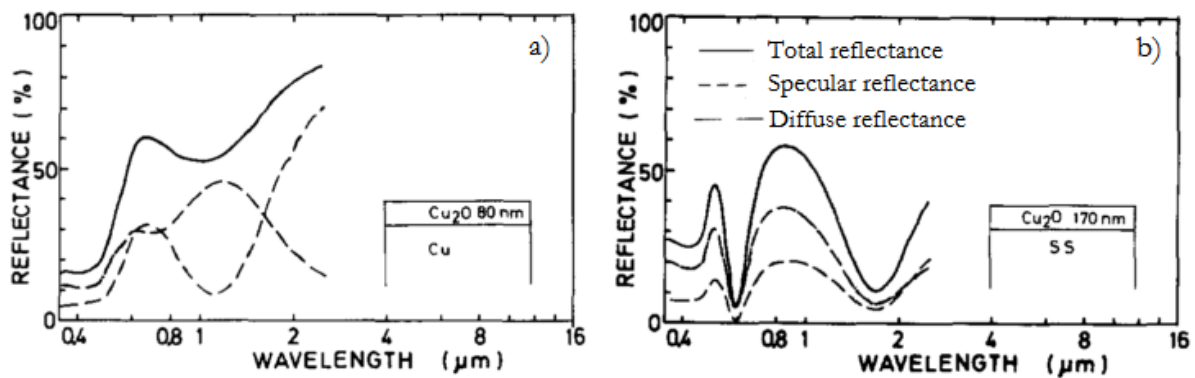 100
a)
50
0
REFLECTANCE (%)
0.4 0.8 1 2 4 8 16
WAVELENGTH (μm)
Cu₂O 80 nm
Cu
100
b)
Total reflectance
Specular reflectance
Diffuse reflectance
50
0
REFLECTANCE (%)
0.4 0.8 2 4 8 16
WAVELENGTH (μm)
Cu₂O 170 nm
SS